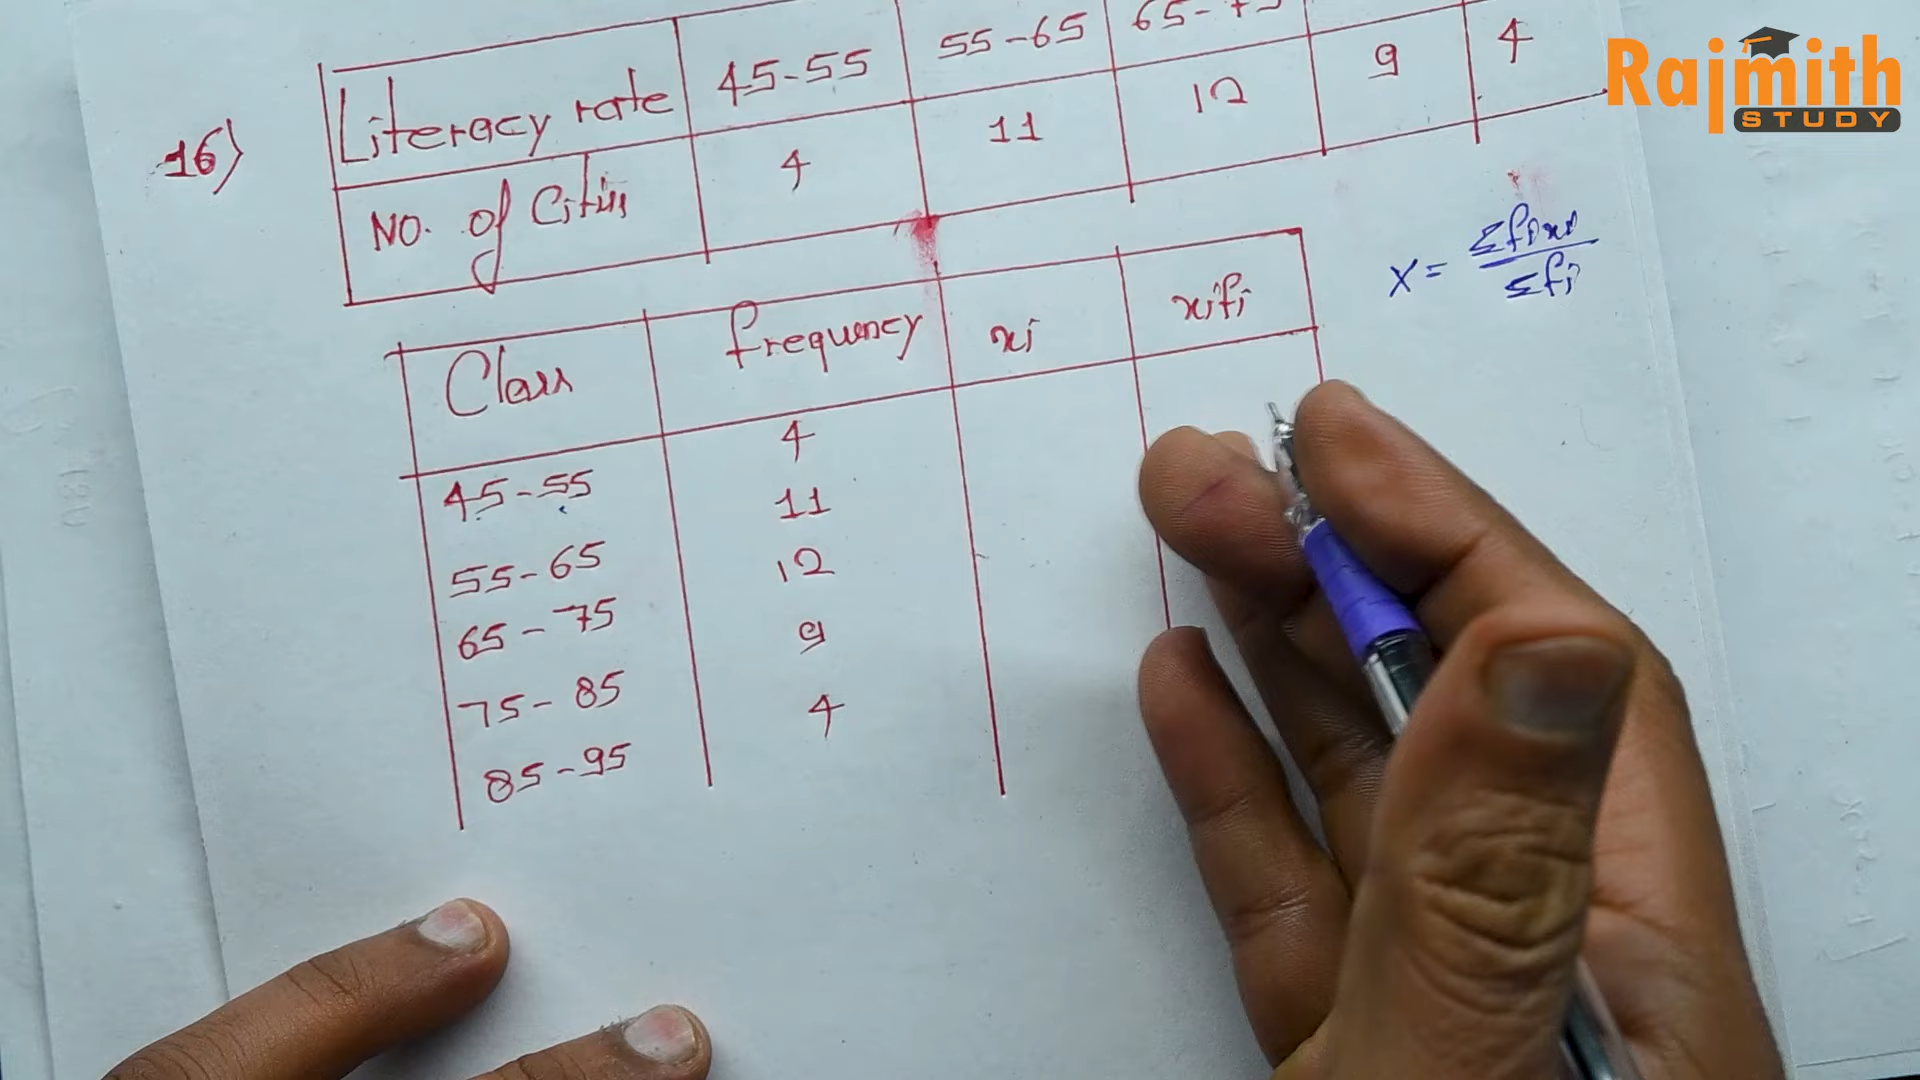 Rajmith
STUDY
16)
Literacy rate 45-55 55-65 65-75
NO. of Cities 4 11 12 9 4
X = Σfixi / Σfi
Class frequency xi xifi
45-55 4
55-65 11
65-75 12
75-85 9
85-95 4